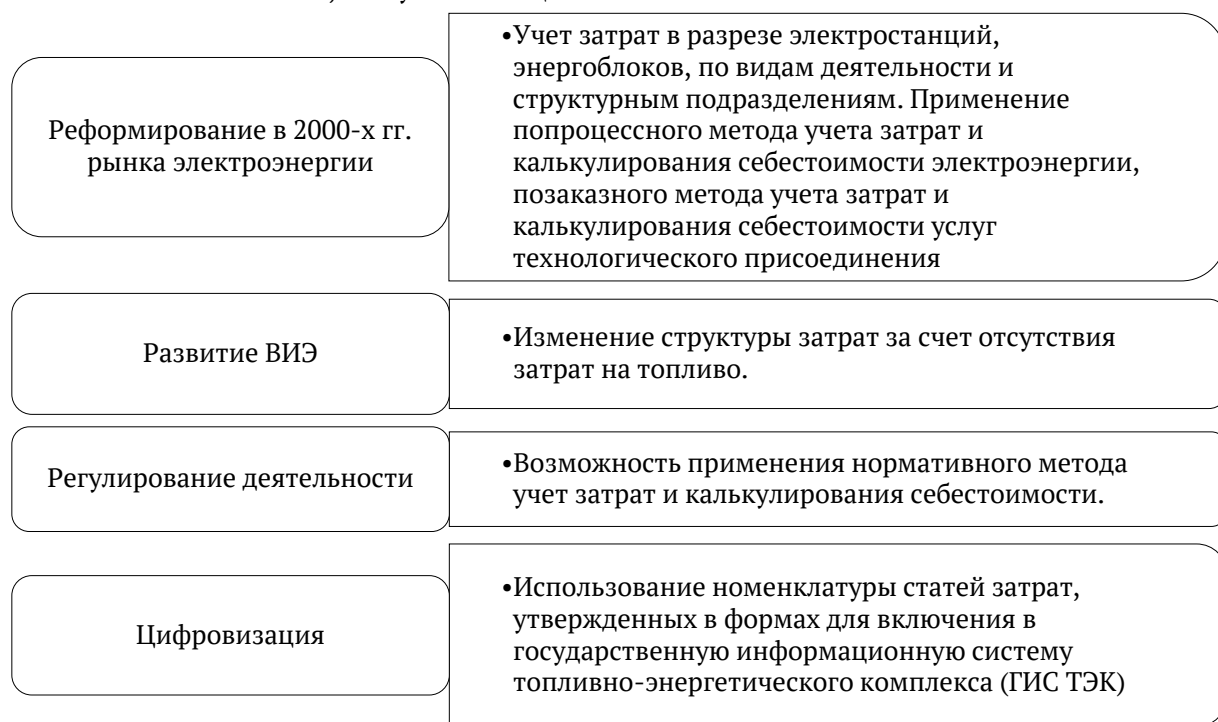 Реформирование в 2000-х гг.
рынка электроэнергии
•Учет затрат в разрезе электростанций,
энергоблоков, по видам деятельности и
структурным подразделениям. Применение
попроцессного метода учета затрат и
калькулирования себестоимости электроэнергии,
позаказного метода учета затрат и
калькулирования себестоимости услуг
технологического присоединения
Развитие ВИЭ
•Изменение структуры затрат за счет отсутствия
затрат на топливо.
Регулирование деятельности
•Возможность применения нормативного метода
учет затрат и калькулирования себестоимости.
Цифровизация
•Использование номенклатуры статей затрат,
утвержденных в формах для включения в
государственную информационную систему
топливно-энергетического комплекса (ГИС ТЭК)